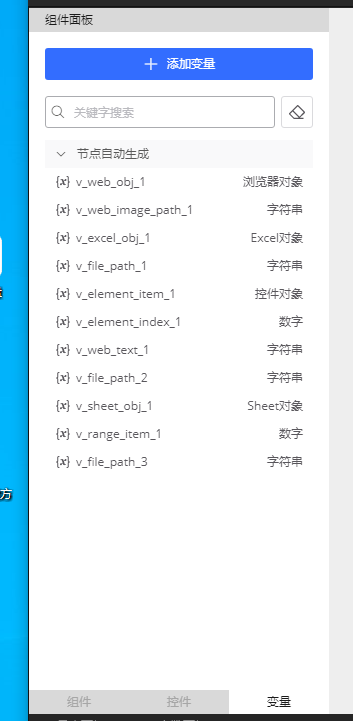 组件面板
添加变量
关键字搜索
节点自动生成
{x} v_web_obj_1 浏览器对象
{x} v_web_image_path_1 字符串
{x} v_excel_obj_1 Excel对象
{x} v_file_path_1 字符串
{x} v_element_item_1 控件对象
{x} v_element_index_1 数字
{x} v_web_text_1 字符串
{x} v_file_path_2 字符串
{x} v_sheet_obj_1 Sheet对象
{x} v_range_item_1 数字
{x} v_file_path_3 字符串
方
组件 控件 变量